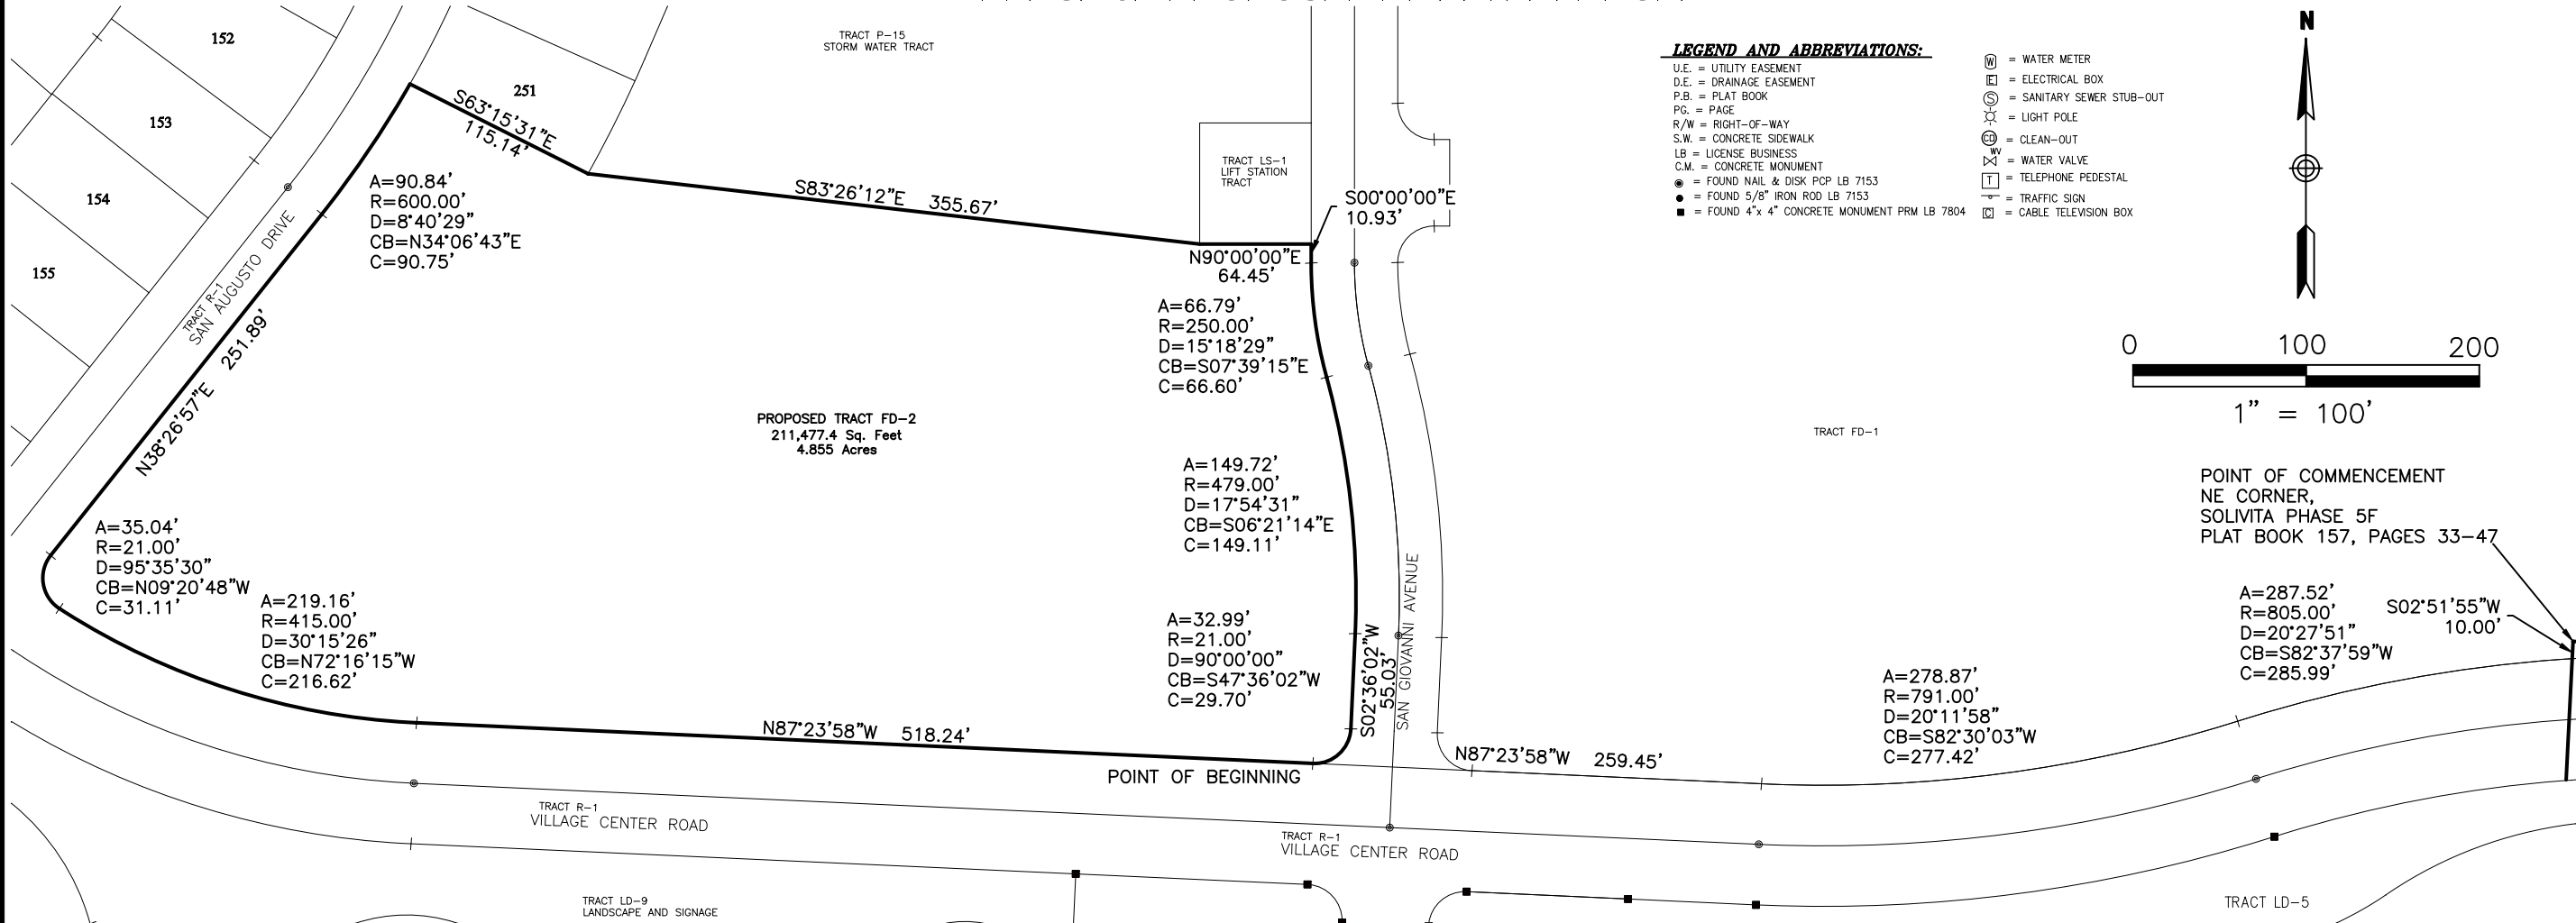 152
153
154
155
251
TRACT P-15
STORM WATER TRACT
S63°15'31"E
115.14'
A=90.84'
R=600.00'
D=8°40'29"
CB=N34°06'43"E
C=90.75'
TRACT R-1
SAN AUGUSTO DRIVE
N38°26'57"E 251.89'
S83°26'12"E 355.67'
TRACT LS-1
LIFT STATION
TRACT
S00°00'00"E
10.93'
N90°00'00"E
64.45'
A=66.79'
R=250.00'
D=15°18'29"
CB=S07°39'15"E
C=66.60'
PROPOSED TRACT FD-2
211,477.4 Sq. Feet
4.855 Acres
A=149.72'
R=479.00'
D=17°54'31"
CB=S06°21'14"E
C=149.11'
A=35.04'
R=21.00'
D=95°35'30"
CB=N09°20'48"W
C=31.11'
A=219.16'
R=415.00'
D=30°15'26"
CB=N72°16'15"W
C=216.62'
A=32.99'
R=21.00'
D=90°00'00"
CB=S47°36'02"W
C=29.70'
S02°36'02"W
55.03'
SAN GIOVANNI AVENUE
N87°23'58"W 518.24'
POINT OF BEGINNING
N87°23'58"W 259.45'
TRACT R-1
VILLAGE CENTER ROAD
TRACT R-1
VILLAGE CENTER ROAD
TRACT LD-9
LANDSCAPE AND SIGNAGE
LEGEND AND ABBREVIATIONS:
U.E. = UTILITY EASEMENT
D.E. = DRAINAGE EASEMENT
P.B. = PLAT BOOK
PG. = PAGE
R/W = RIGHT-OF-WAY
S.W. = CONCRETE SIDEWALK
LB = LICENSE BUSINESS
C.M. = CONCRETE MONUMENT
= FOUND NAIL & DISK PCP LB 7153
= FOUND 5/8" IRON ROD LB 7153
= FOUND 4"x 4" CONCRETE MONUMENT PRM LB 7804
W = WATER METER
E = ELECTRICAL BOX
S = SANITARY SEWER STUB-OUT
= LIGHT POLE
CO = CLEAN-OUT
WV = WATER VALVE
T = TELEPHONE PEDESTAL
= TRAFFIC SIGN
C = CABLE TELEVISION BOX
N
0 100 200
1" = 100'
TRACT FD-1
POINT OF COMMENCEMENT
NE CORNER,
SOLIVITA PHASE 5F
PLAT BOOK 157, PAGES 33-47
A=287.52'
R=805.00'
D=20°27'51"
CB=S82°37'59"W
C=285.99'
S02°51'55"W
10.00'
A=278.87'
R=791.00'
D=20°11'58"
CB=S82°30'03"W
C=277.42'
TRACT LD-5